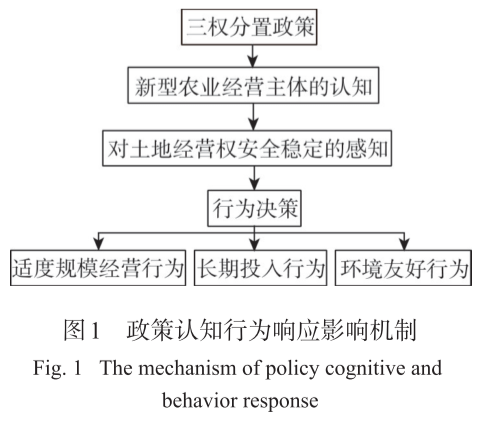 三权分置政策
新型农业经营主体的认知
对土地经营权安全稳定的感知
行为决策
适度规模经营行为
长期投入行为
环境友好行为
图1 政策认知行为响应影响机制
Fig. 1 The mechanism of policy cognitive and
behavior response